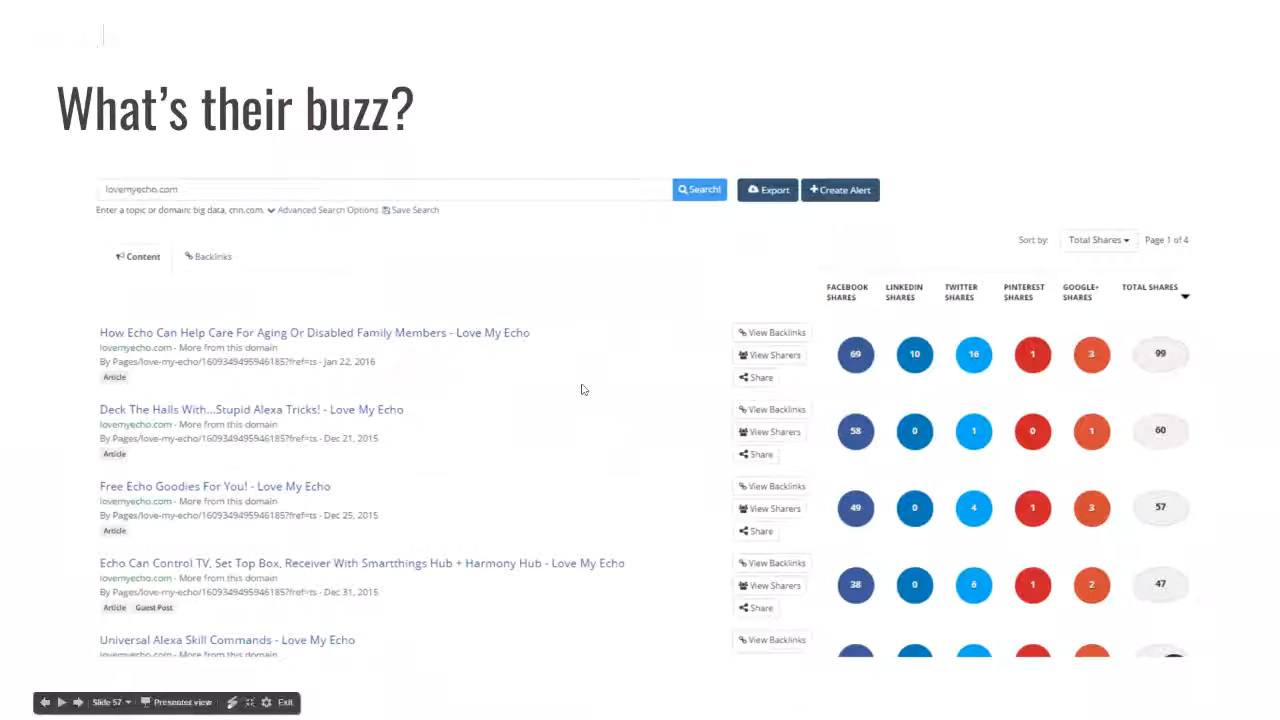 What's their buzz?
lovemyecho.com
Search!
Export
Create Alert
Enter a topic or domain: big data, cnn.com. Advanced Search Options Save Search
Sort by: Total Shares Page 1 of 4
Content
Backlinks
FACEBOOK SHARES
LINKEDIN SHARES
TWITTER SHARES
PINTEREST SHARES
GOOGLE+ SHARES
TOTAL SHARES
How Echo Can Help Care For Aging Or Disabled Family Members - Love My Echo
lovemyecho.com - More from this domain
By Pages/love-my-echo/1609349495946185?fref=ts - Jan 22, 2016
Article
View Backlinks
View Sharers
Share
69 10 16 1 3 99
Deck The Halls With...Stupid Alexa Tricks! - Love My Echo
lovemyecho.com - More from this domain
By Pages/love-my-echo/1609349495946185?fref=ts - Dec 21, 2015
Article
View Backlinks
View Sharers
Share
58 0 1 0 1 60
Free Echo Goodies For You! - Love My Echo
lovemyecho.com - More from this domain
By Pages/love-my-echo/1609349495946185?fref=ts - Dec 25, 2015
Article
View Backlinks
View Sharers
Share
49 0 4 1 3 57
Echo Can Control TV, Set Top Box, Receiver With Smartthings Hub + Harmony Hub - Love My Echo
lovemyecho.com - More from this domain
By Pages/love-my-echo/1609349495946185?fref=ts - Dec 31, 2015
Article Guest Post
View Backlinks
View Sharers
Share
38 0 6 1 2 47
Universal Alexa Skill Commands - Love My Echo
lovemyecho.com - More from this domain
View Backlinks
Slide 57 Presenter view Exit